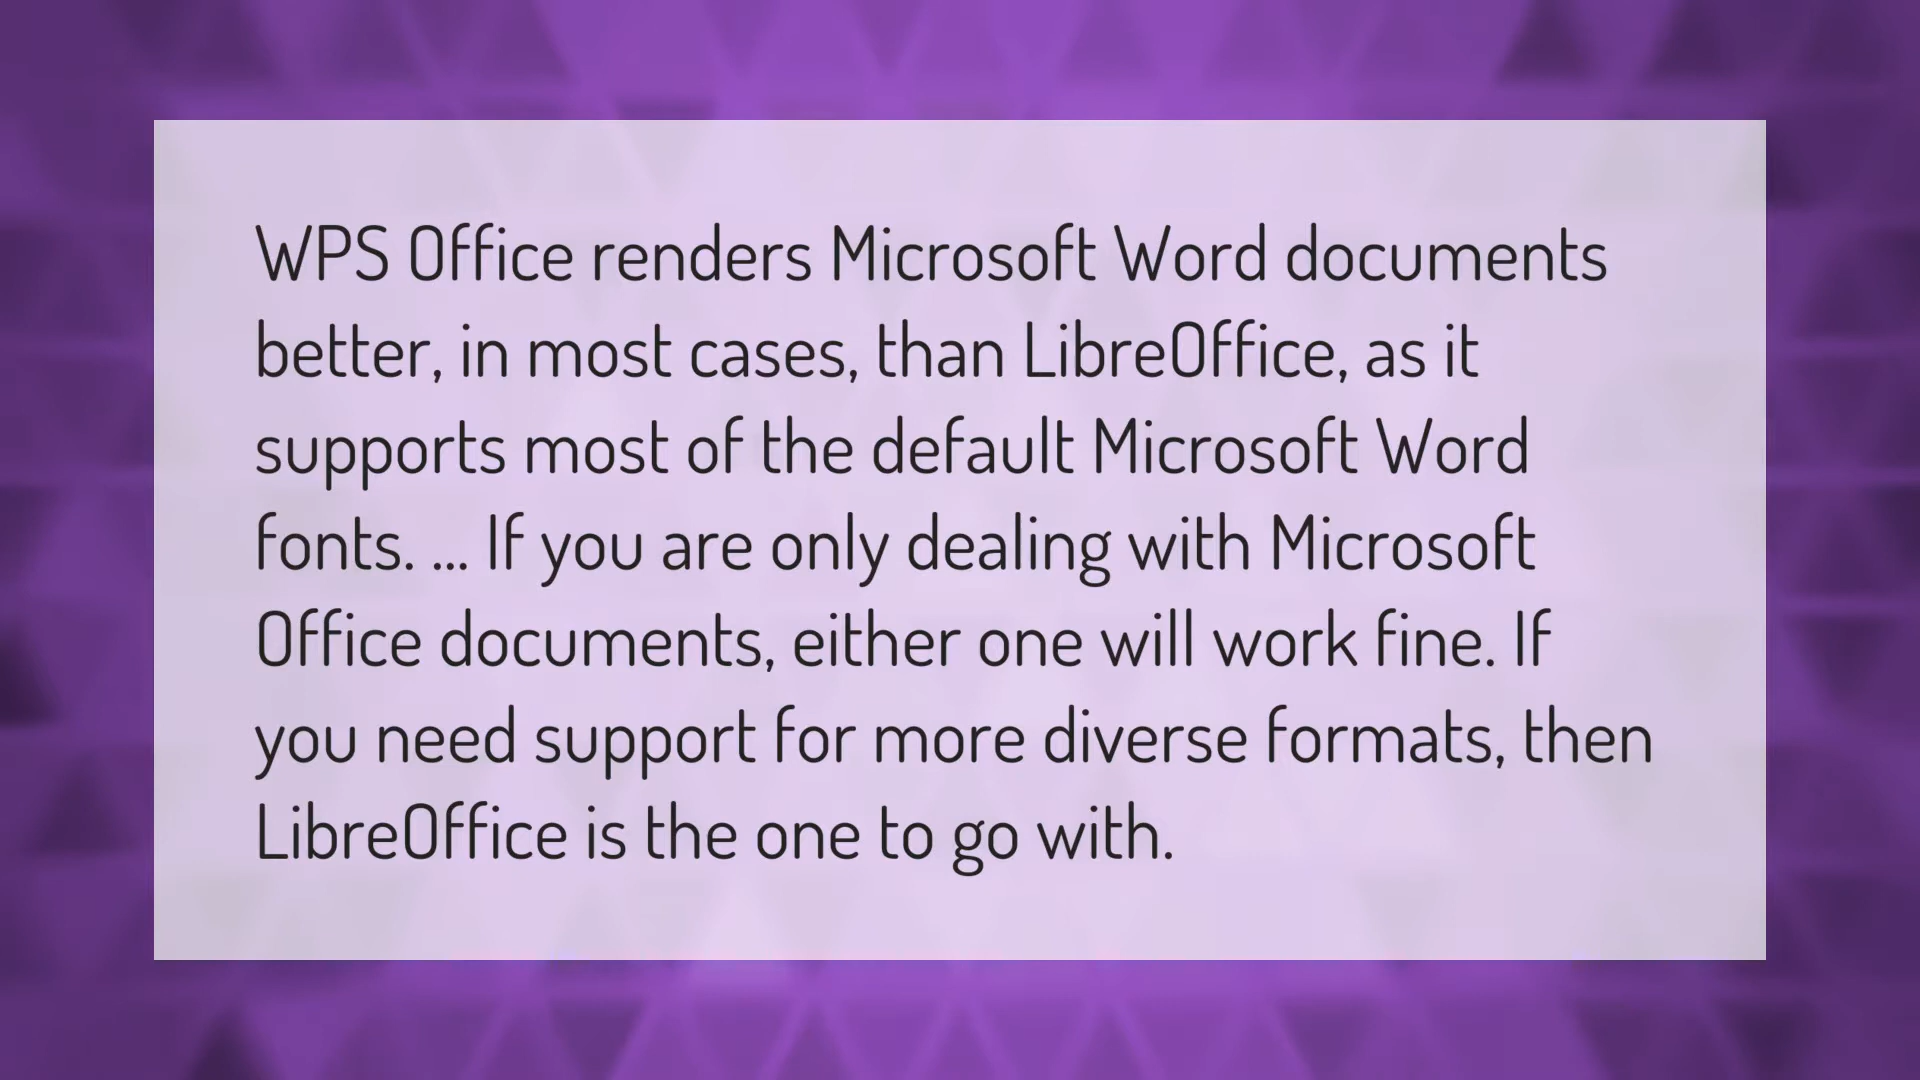 WPS Office renders Microsoft Word documents
better, in most cases, than LibreOffice, as it
supports most of the default Microsoft Word
fonts. ... If you are only dealing with Microsoft
Office documents, either one will work fine. If
you need support for more diverse formats, then
LibreOffice is the one to go with.